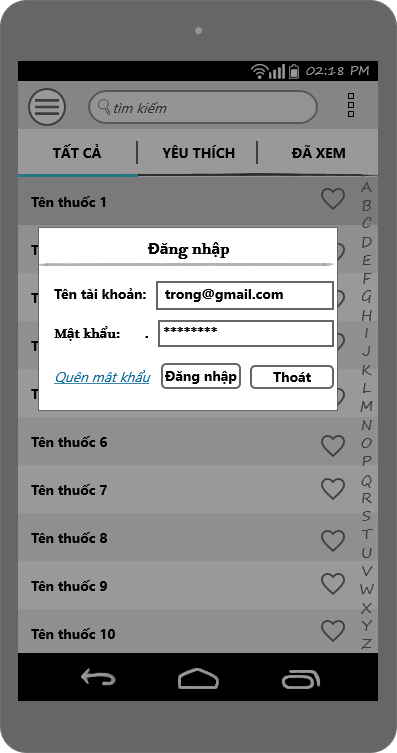 02:18 PM
tìm kiếm
TẤT CẢ YÊU THÍCH ĐÃ XEM
Tên thuốc 1
Đăng nhập
Tên tài khoản: trong@gmail.com
Mật khẩu: . ********
Quên mât khẩu Đăng nhập Thoát
Tên thuốc 6
Tên thuốc 7
Tên thuốc 8
Tên thuốc 9
Tên thuốc 10
A
B
C
D
E
F
G
H
I
J
K
L
M
N
O
P
Q
R
S
T
U
V
W
X
Y
Z